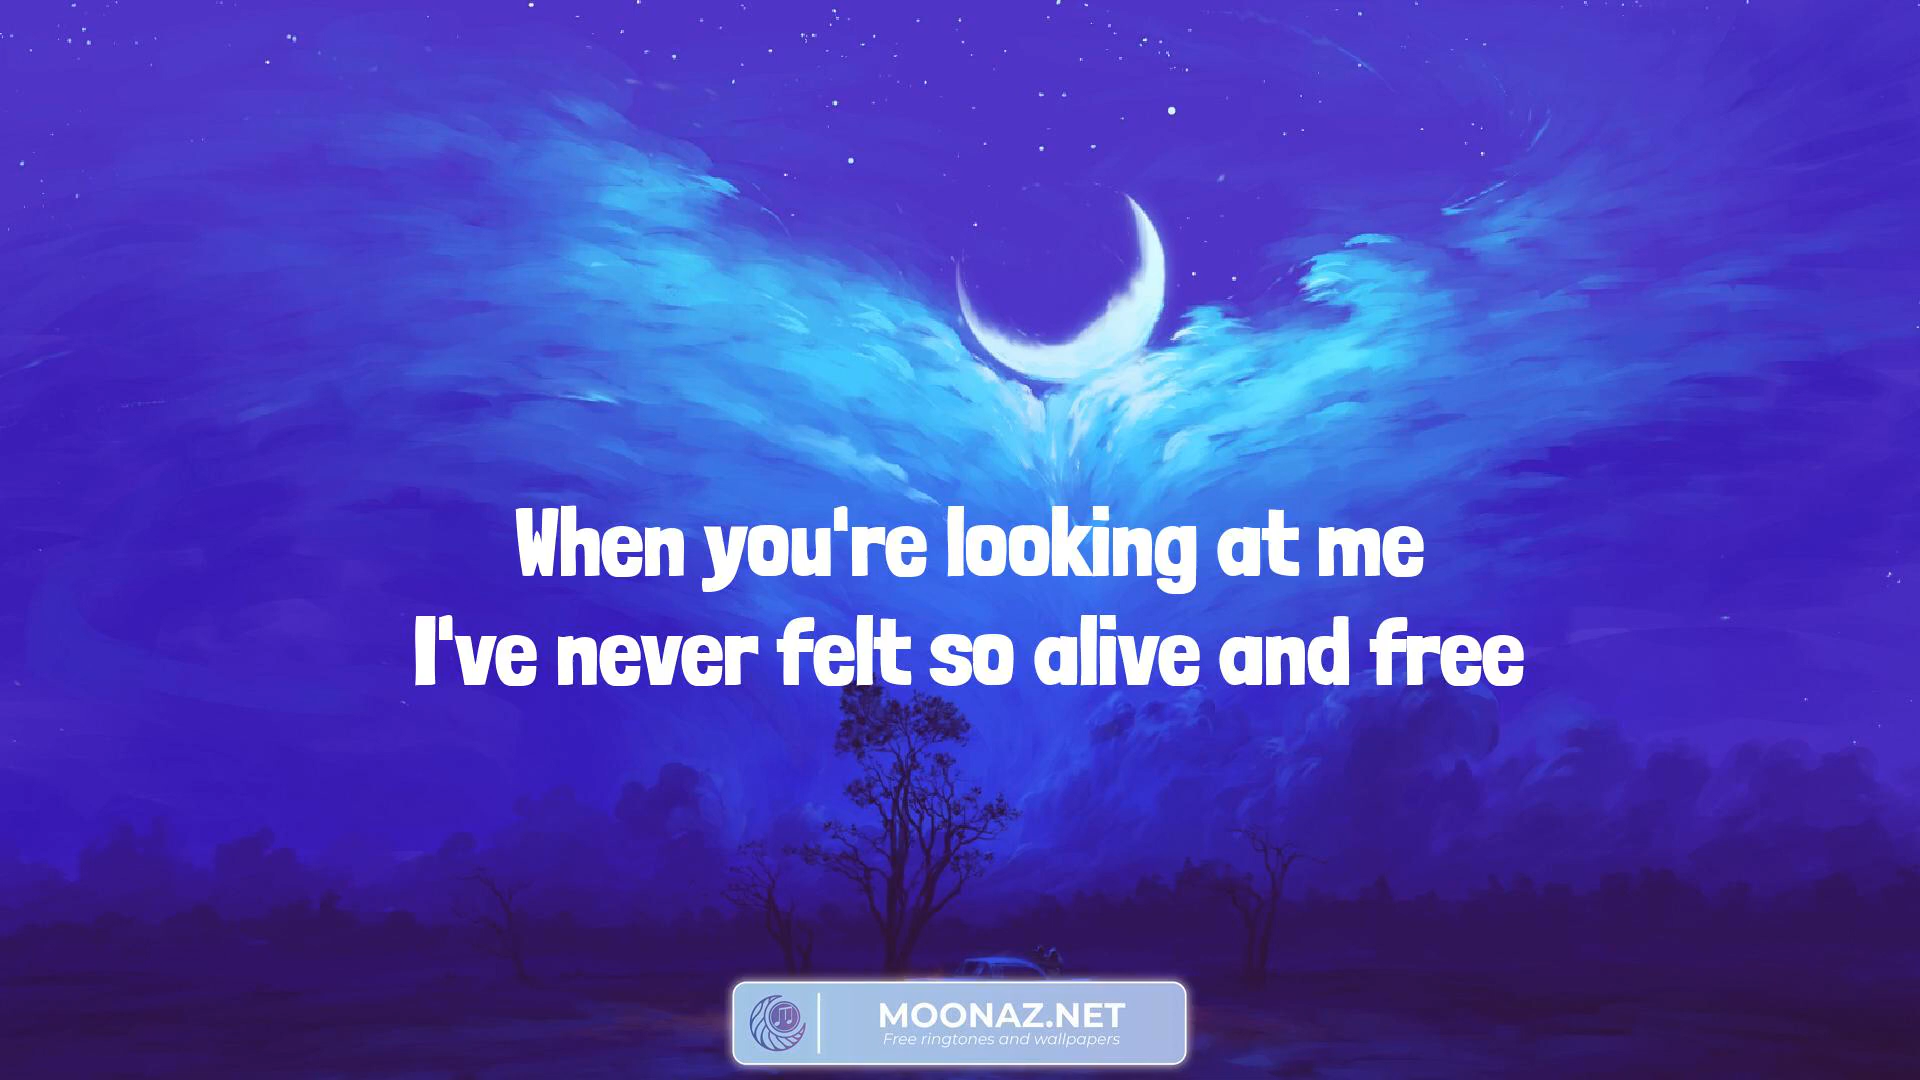 When you're looking at me
I've never felt so alive and free
MOONAZ.NET
Free ringtones and wallpapers